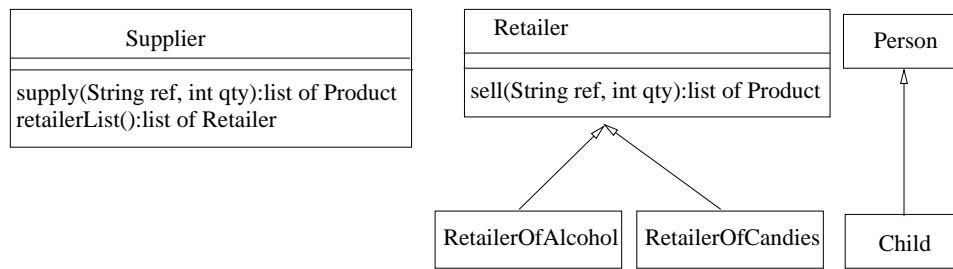 Supplier
supply(String ref, int qty):list of Product
retailerList():list of Retailer
Retailer
sell(String ref, int qty):list of Product
Person
RetailerOfAlcohol
RetailerOfCandies
Child